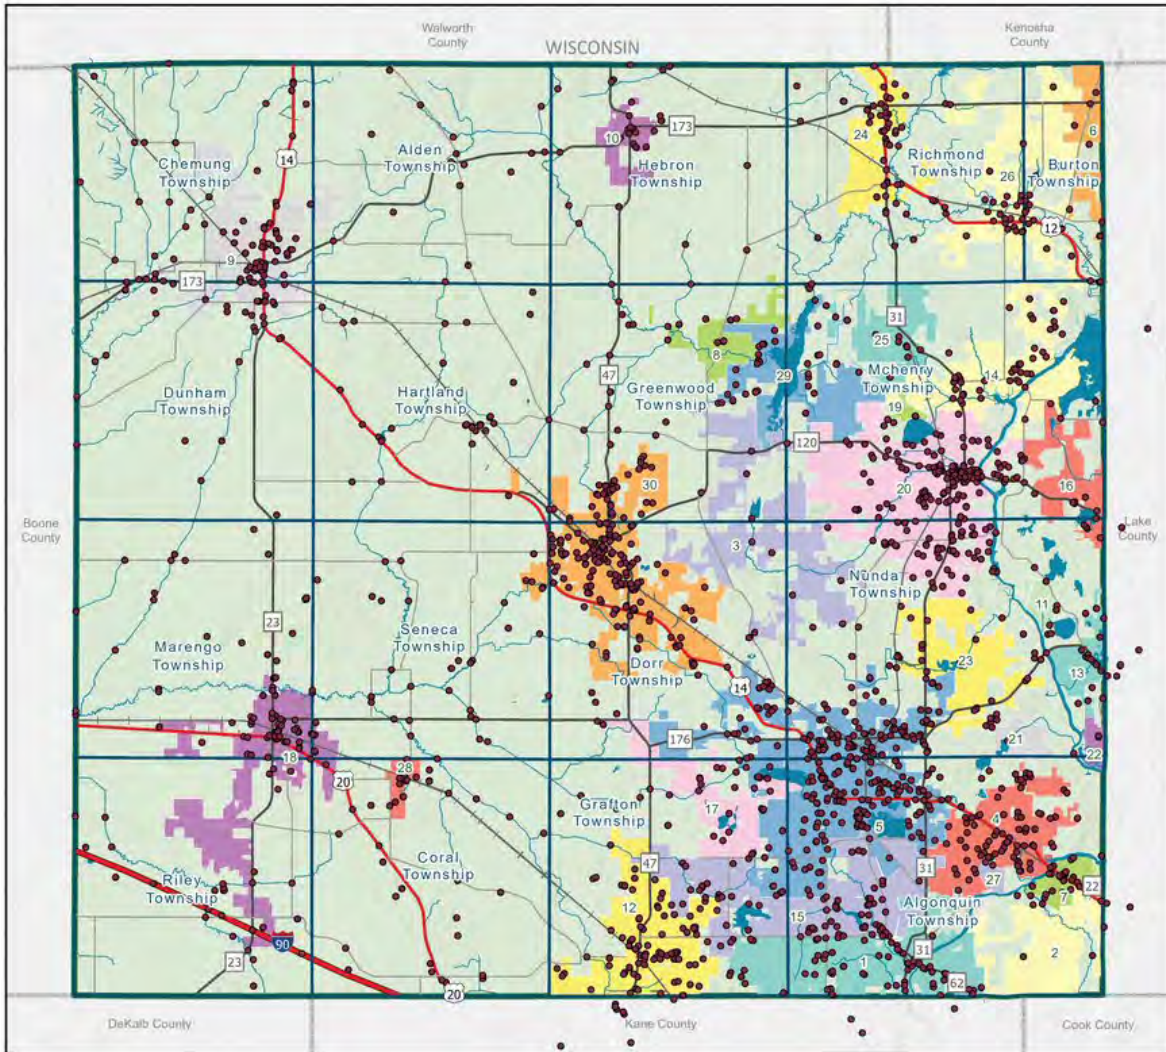 Walworth
County
WISCONSIN
Kenosha
County
Chemung
Township
14
Alden
Township
10
173
Hebron
Township
24
Richmond
Township
26
6
Burton
Township
12
9
173
Dunham
Township
Hartland
Township
47
8
Greenwood
Township
29
31
25
Mchenry
Township
14
19
120
20
16
30
3
Boone
County
Lake
County
Nunda
Township
11
23
Marengo
Township
Seneca
Township
Dorr
Township
14
23
13
176
21
22
18
20
28
Grafton
Township
17
5
4
Coral
Township
47
31
27
22
7
Riley
Township
12
15
Algonquin
Township
90
23
31
1
62
2
20
DeKalb County
Kane County
Cook County